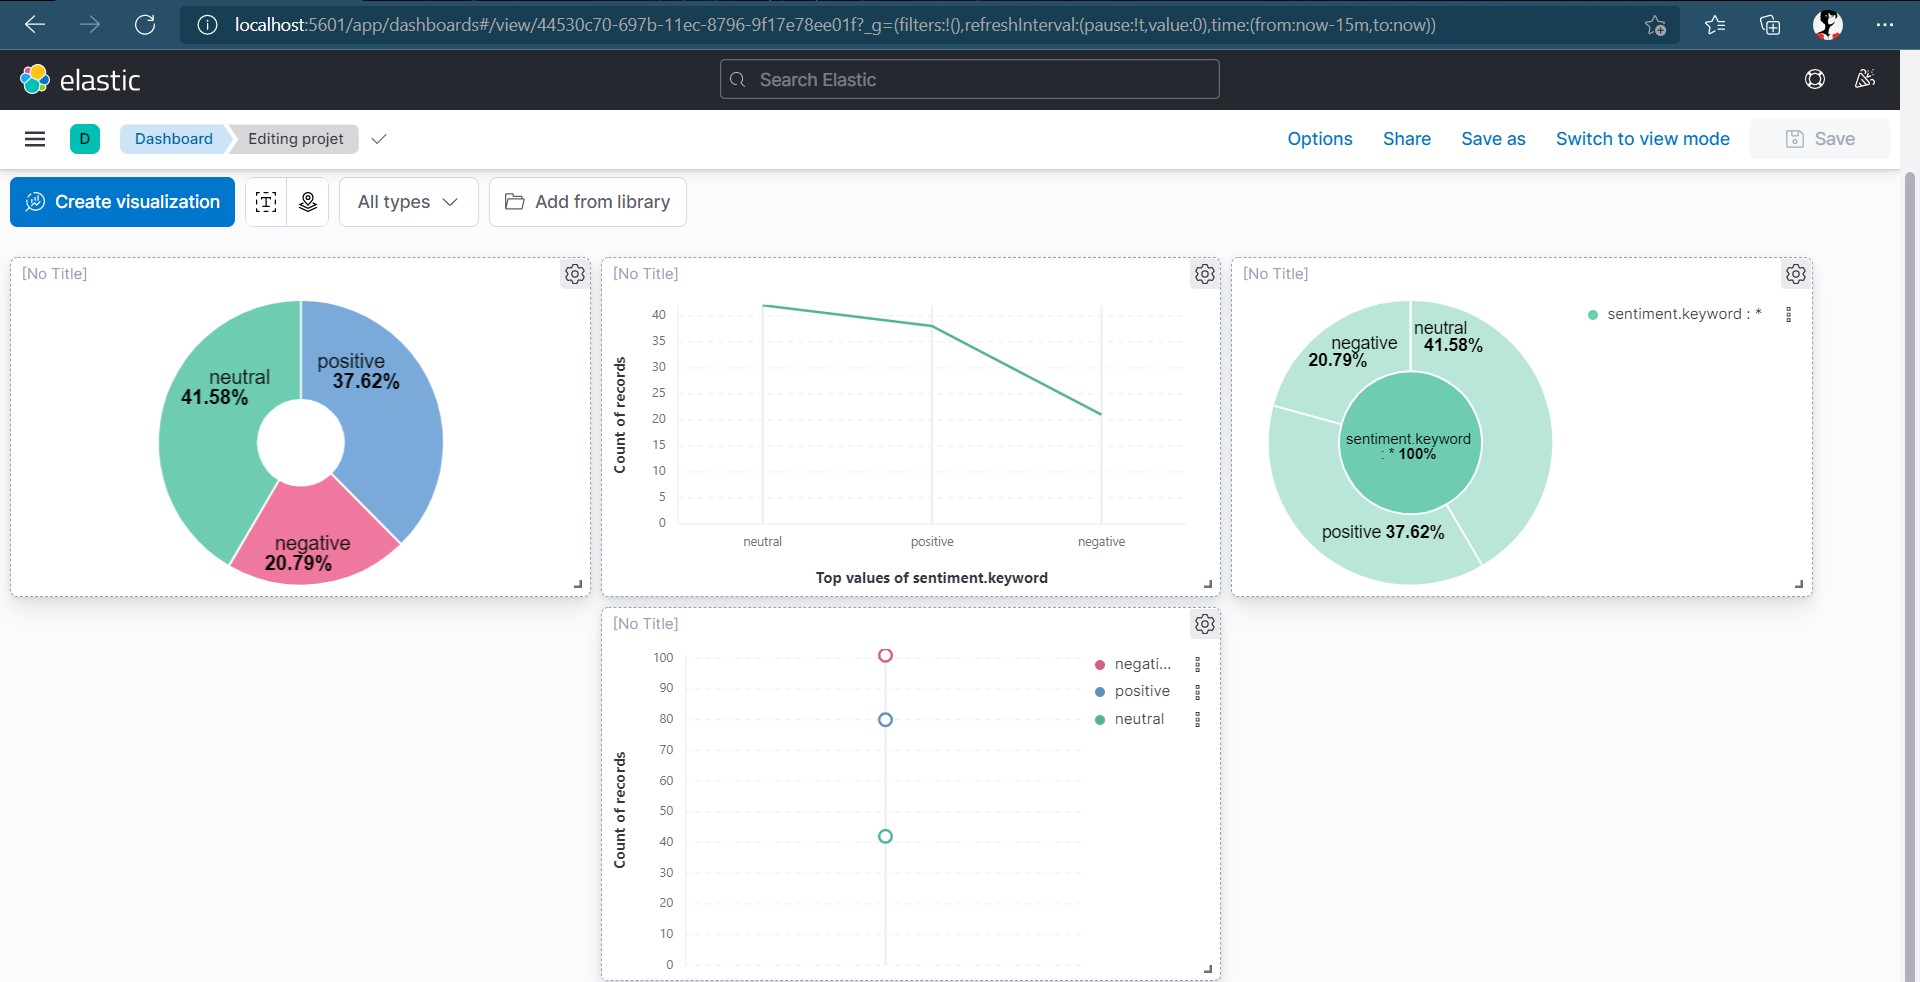 localhost:5601/app/dashboards#/view/44530c70-697b-11ec-8796-9f17e78ee01f?_g=(filters:!(),refreshInterval:(pause:!t,value:0),time:(from:now-15m,to:now))
elastic
Search Elastic
D
Dashboard
Editing projet
Options
Share
Save as
Switch to view mode
Save
Create visualization
All types
Add from library
[No Title]
neutral
41.58%
positive
37.62%
negative
20.79%
[No Title]
Count of records
40
35
30
25
20
15
10
5
0
neutral
positive
negative
Top values of sentiment.keyword
[No Title]
negative
20.79%
neutral
41.58%
sentiment.keyword
: * 100%
positive 37.62%
sentiment.keyword : *
[No Title]
Count of records
100
90
80
70
60
50
40
30
20
10
0
negati...
positive
neutral